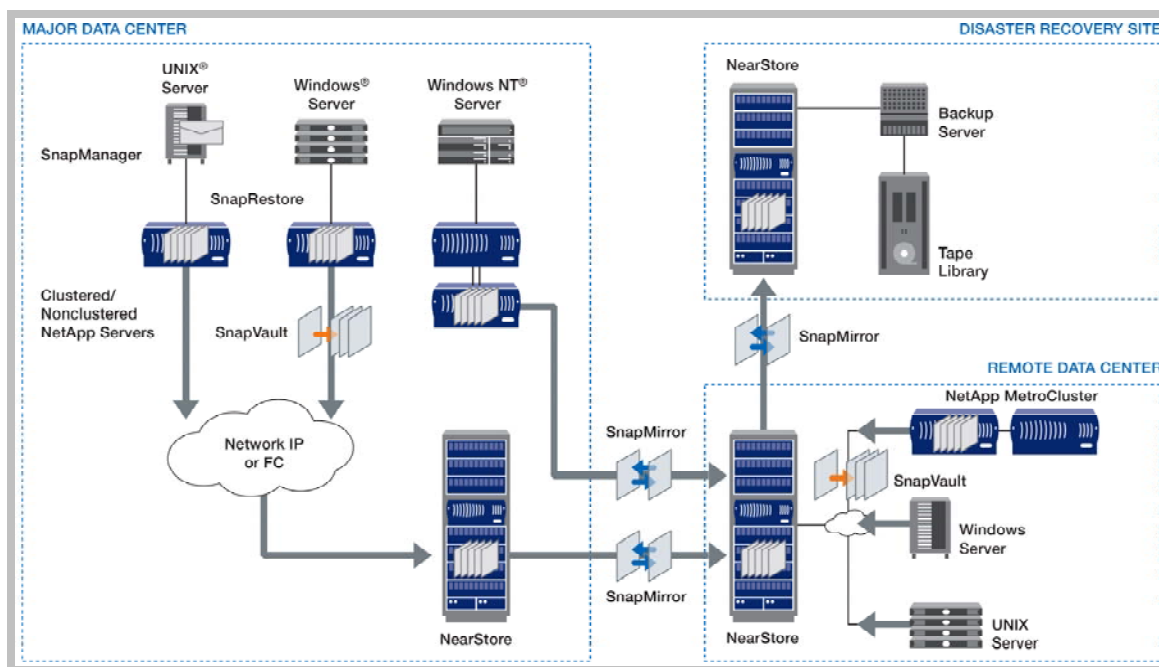 MAJOR DATA CENTER
UNIX®
Server
Windows®
Server
Windows NT®
Server
SnapManager
SnapRestore
Clustered/
Nonclustered
NetApp Servers
SnapVault
Network IP
or FC
NearStore
SnapMirror
SnapMirror
DISASTER RECOVERY SITE
NearStore
Backup
Server
Tape
Library
SnapMirror
REMOTE DATA CENTER
NetApp MetroCluster
SnapVault
Windows
Server
UNIX
Server
NearStore